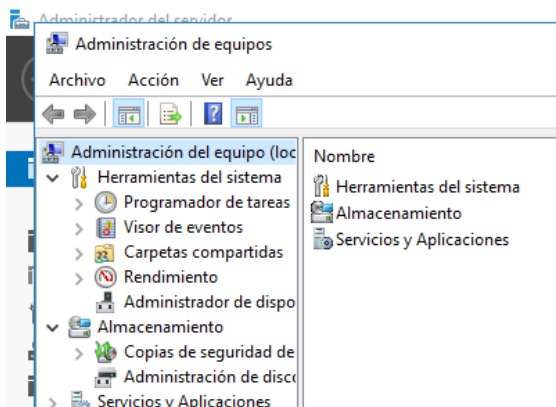 Administrador del servidor
Administración de equipos
Archivo Acción Ver Ayuda
Administración del equipo (loc
Herramientas del sistema
Programador de tareas
Visor de eventos
Carpetas compartidas
Rendimiento
Administrador de dispo
Almacenamiento
Copias de seguridad de
Administración de disco
Servicios y Aplicaciones
Nombre
Herramientas del sistema
Almacenamiento
Servicios y Aplicaciones